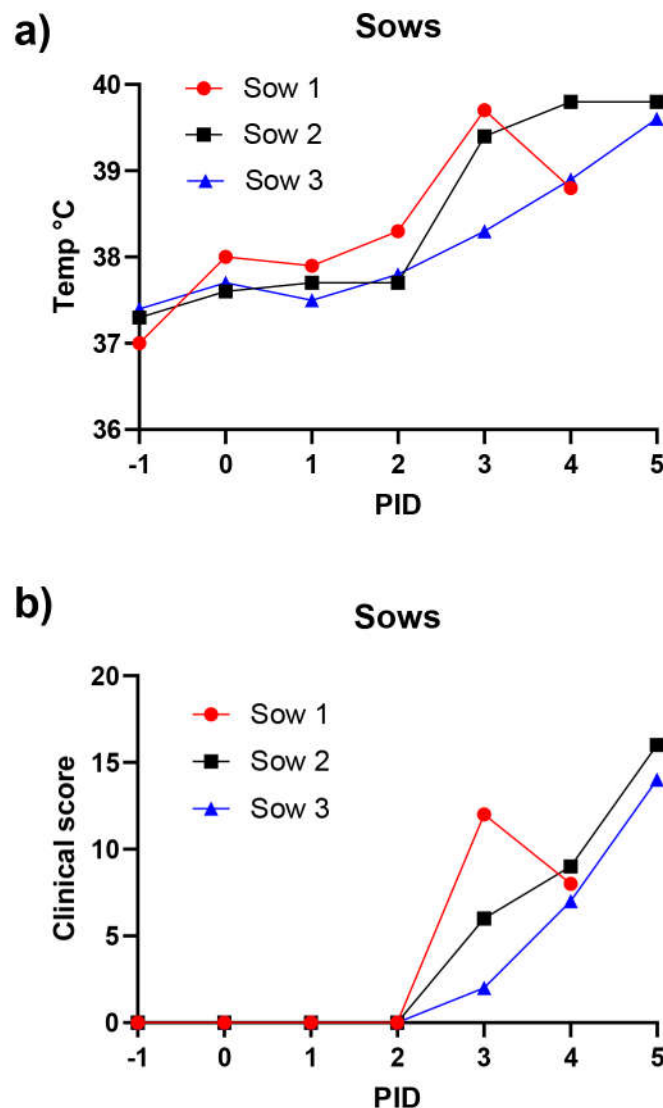 a)
Sows
Sow 1
Sow 2
Sow 3
40
39
38
37
36
Temp °C
-1 0 1 2 3 4 5
PID
b)
Sows
Sow 1
Sow 2
Sow 3
20
15
10
5
0
Clinical score
-1 0 1 2 3 4 5
PID